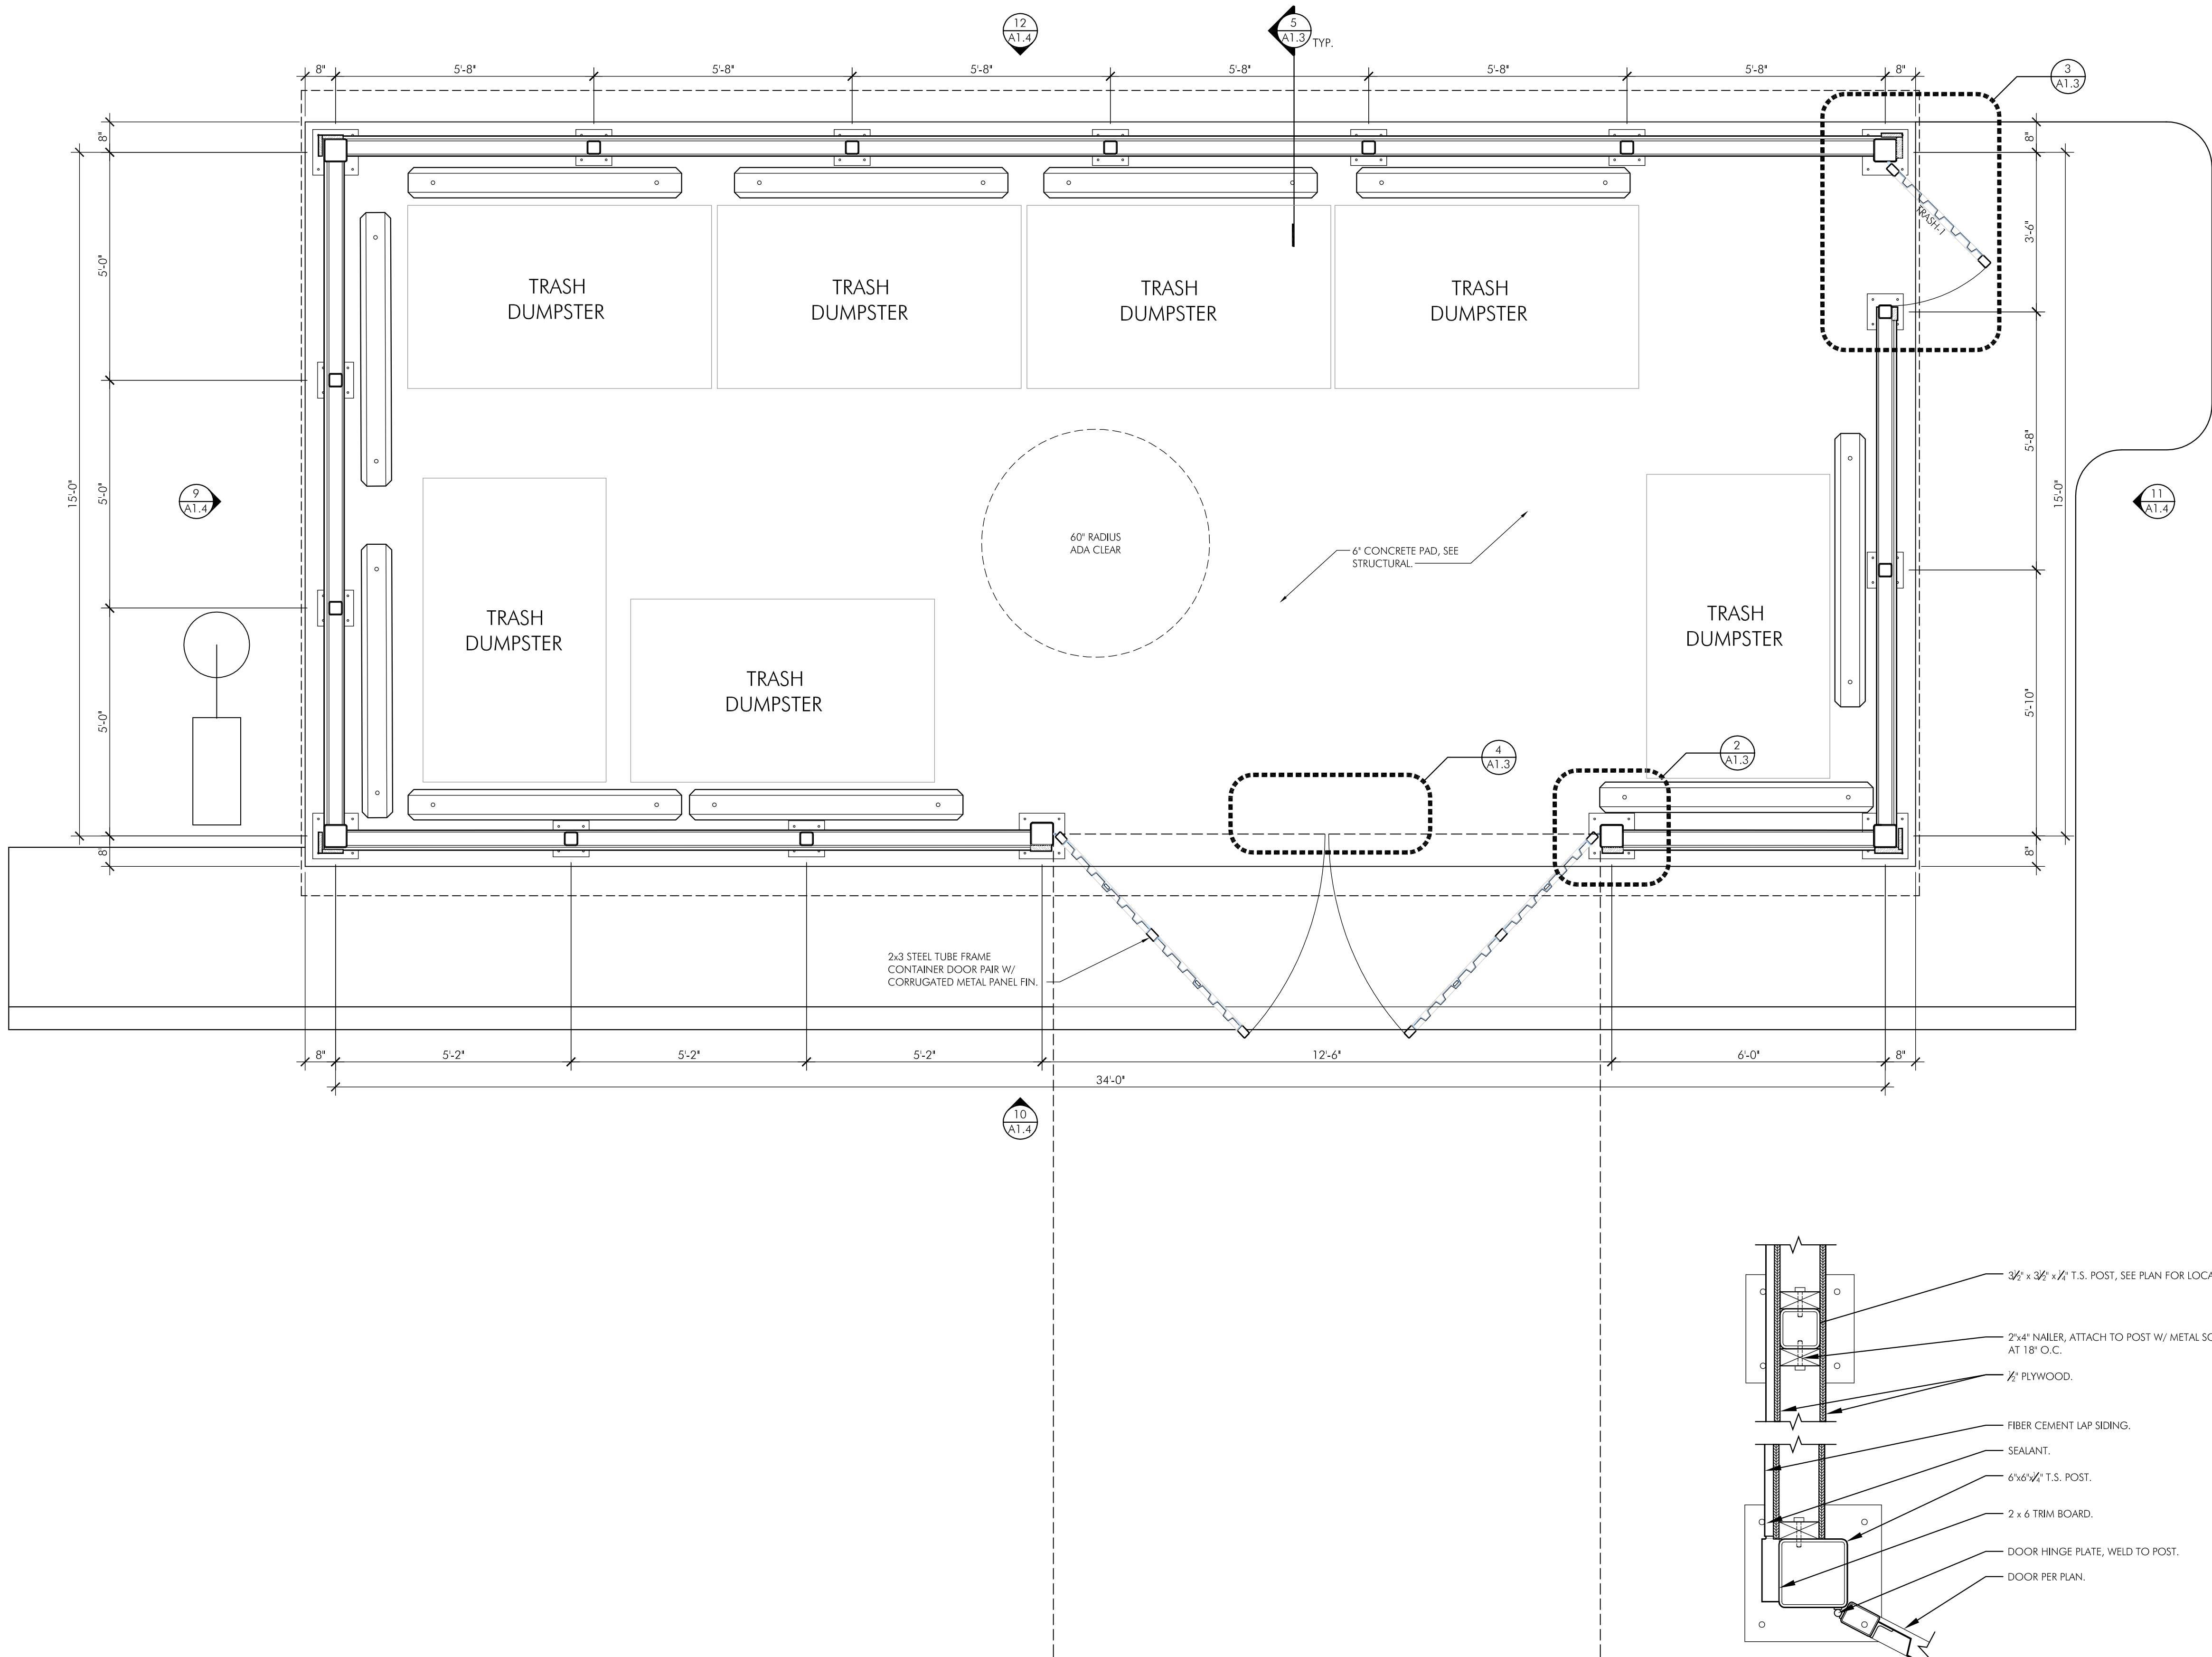 12
A1.4
5
A1.3
TYP.
8"
5'-8"
5'-8"
5'-8"
5'-8"
5'-8"
5'-8"
8"
3
A1.3
8"
5'-0"
15'-0"
5'-0"
5'-0"
8"
9
A1.4
TRASH
DUMPSTER
TRASH
DUMPSTER
TRASH
DUMPSTER
TRASH
DUMPSTER
TRASH-1
8"
3'-6"
5'-8"
15'-0"
5'-10"
8"
11
A1.4
60" RADIUS
ADA CLEAR
6" CONCRETE PAD, SEE
STRUCTURAL.
TRASH
DUMPSTER
TRASH
DUMPSTER
TRASH
DUMPSTER
4
A1.3
2
A1.3
2x3 STEEL TUBE FRAME
CONTAINER DOOR PAIR W/
CORRUGATED METAL PANEL FIN.
8"
5'-2"
5'-2"
5'-2"
12'-6"
6'-0"
8"
34'-0"
10
A1.4
3½" x 3½" x ¼" T.S. POST, SEE PLAN FOR
2"x4" NAILER, ATTACH TO POST W/ METAL
AT 18" O.C.
½" PLYWOOD.
FIBER CEMENT LAP SIDING.
SEALANT.
6"x6"x¼" T.S. POST.
2 x 6 TRIM BOARD.
DOOR HINGE PLATE, WELD TO POST.
DOOR PER PLAN.